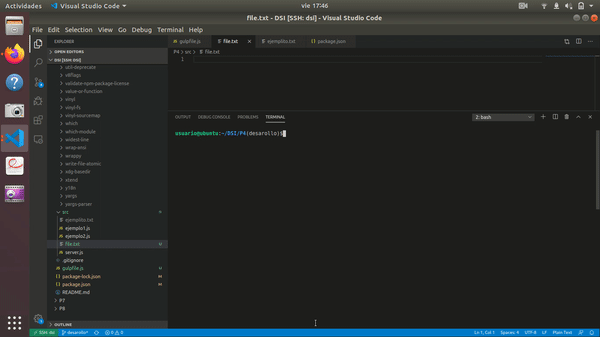 Actividades
Visual Studio Code
vie 17:46
file.txt - DSI [SSH: dsi] - Visual Studio Code
File Edit Selection View Go Debug Terminal Help
EXPLORER
OPEN EDITORS
DSI [SSH: DSI]
util-deprecate
v8flags
validate-npm-package-license
value-or-function
vinyl
vinyl-fs
vinyl-sourcemap
which
which-module
widest-line
wrap-ansi
wrappy
write-file-atomic
xdg-basedir
xtend
y18n
yargs
yargs-parser
ejemplito.txt
ejemplo1.js
ejemplo2.js
file.txt U
server.js
.gitignore
gulpfile.js U
package-lock.json M
package.json M
README.md
P7
P8
OUTLINE
gulpfile.js file.txt ejemplito.txt package.json
P4 > src > file.txt
1
OUTPUT DEBUG CONSOLE PROBLEMS TERMINAL
2: bash
usuario@ubuntu:~/DSI/P4(desarollo)$
SSH: dsi desarollo* 0 0
Ln 1, Col 1 Spaces: 4 UTF-8 LF Plain Text